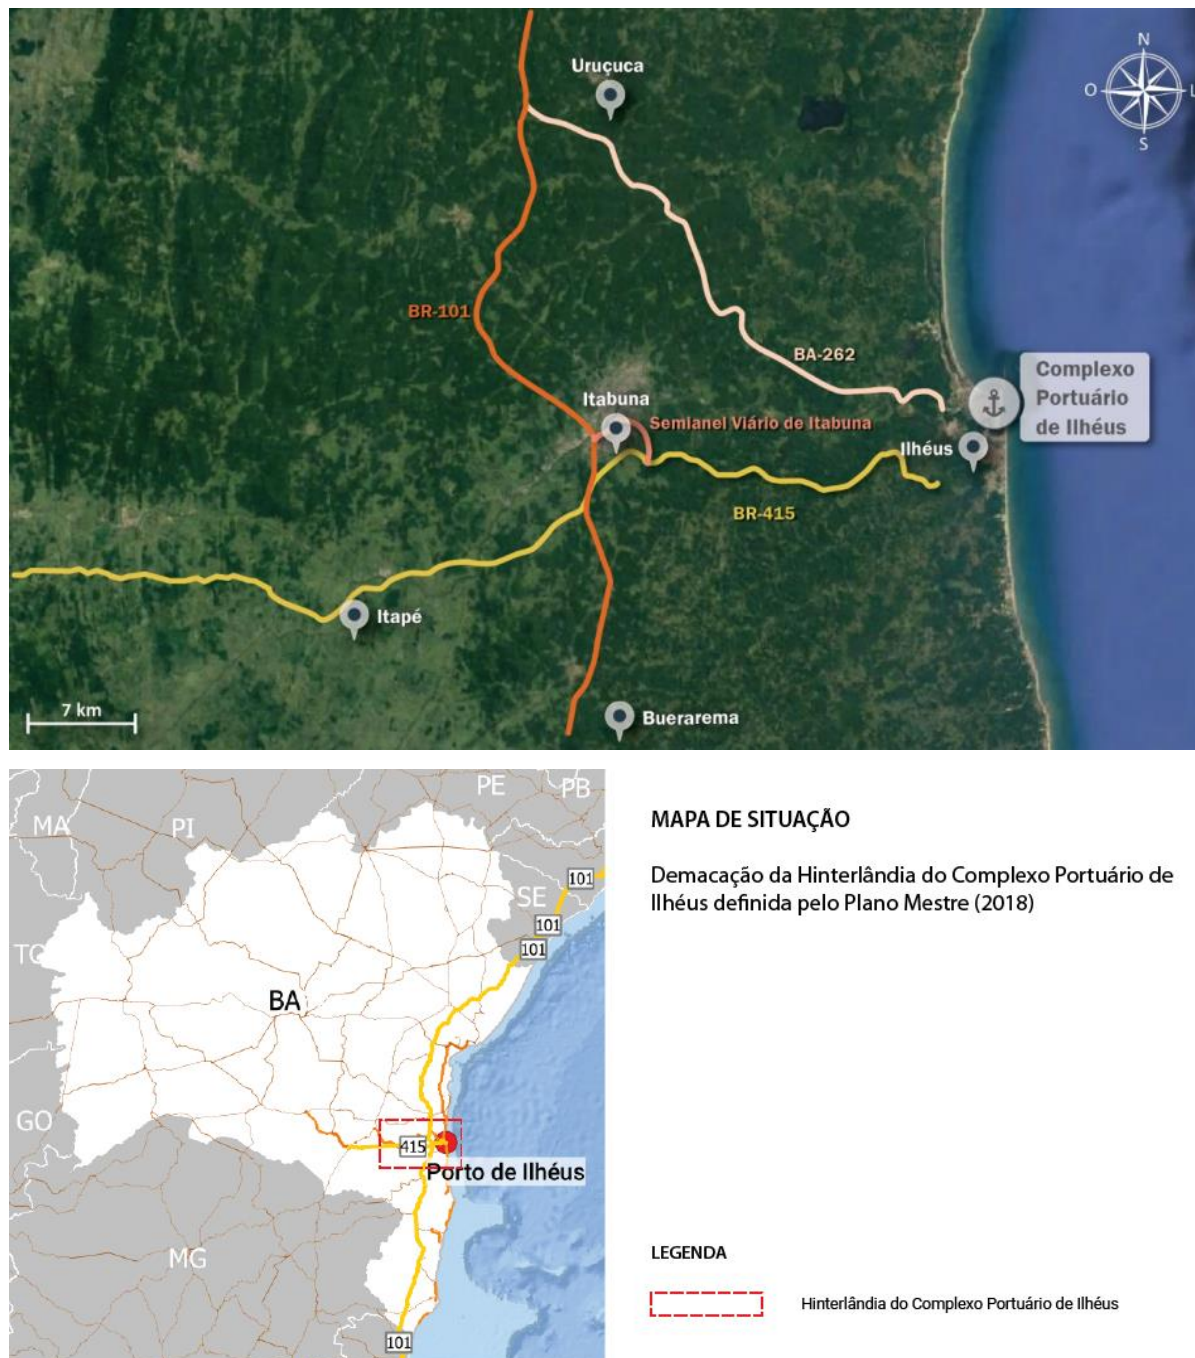 N
O
L
S
Uruçuca
BR-101
BA-262
Complexo
Portuário
de Ilhéus
Itabuna
Semianel Viário de Itabuna
Ilhéus
BR-415
Itapé
7 km
Buerarema
PE
PB
MA
PI
SE
101
101
101
TO
BA
GO
415
Porto de Ilhéus
MG
101
MAPA DE SITUAÇÃO
Demacação da Hinterlândia do Complexo Portuário de
Ilhéus definida pelo Plano Mestre (2018)
LEGENDA
Hinterlândia do Complexo Portuário de Ilhéus